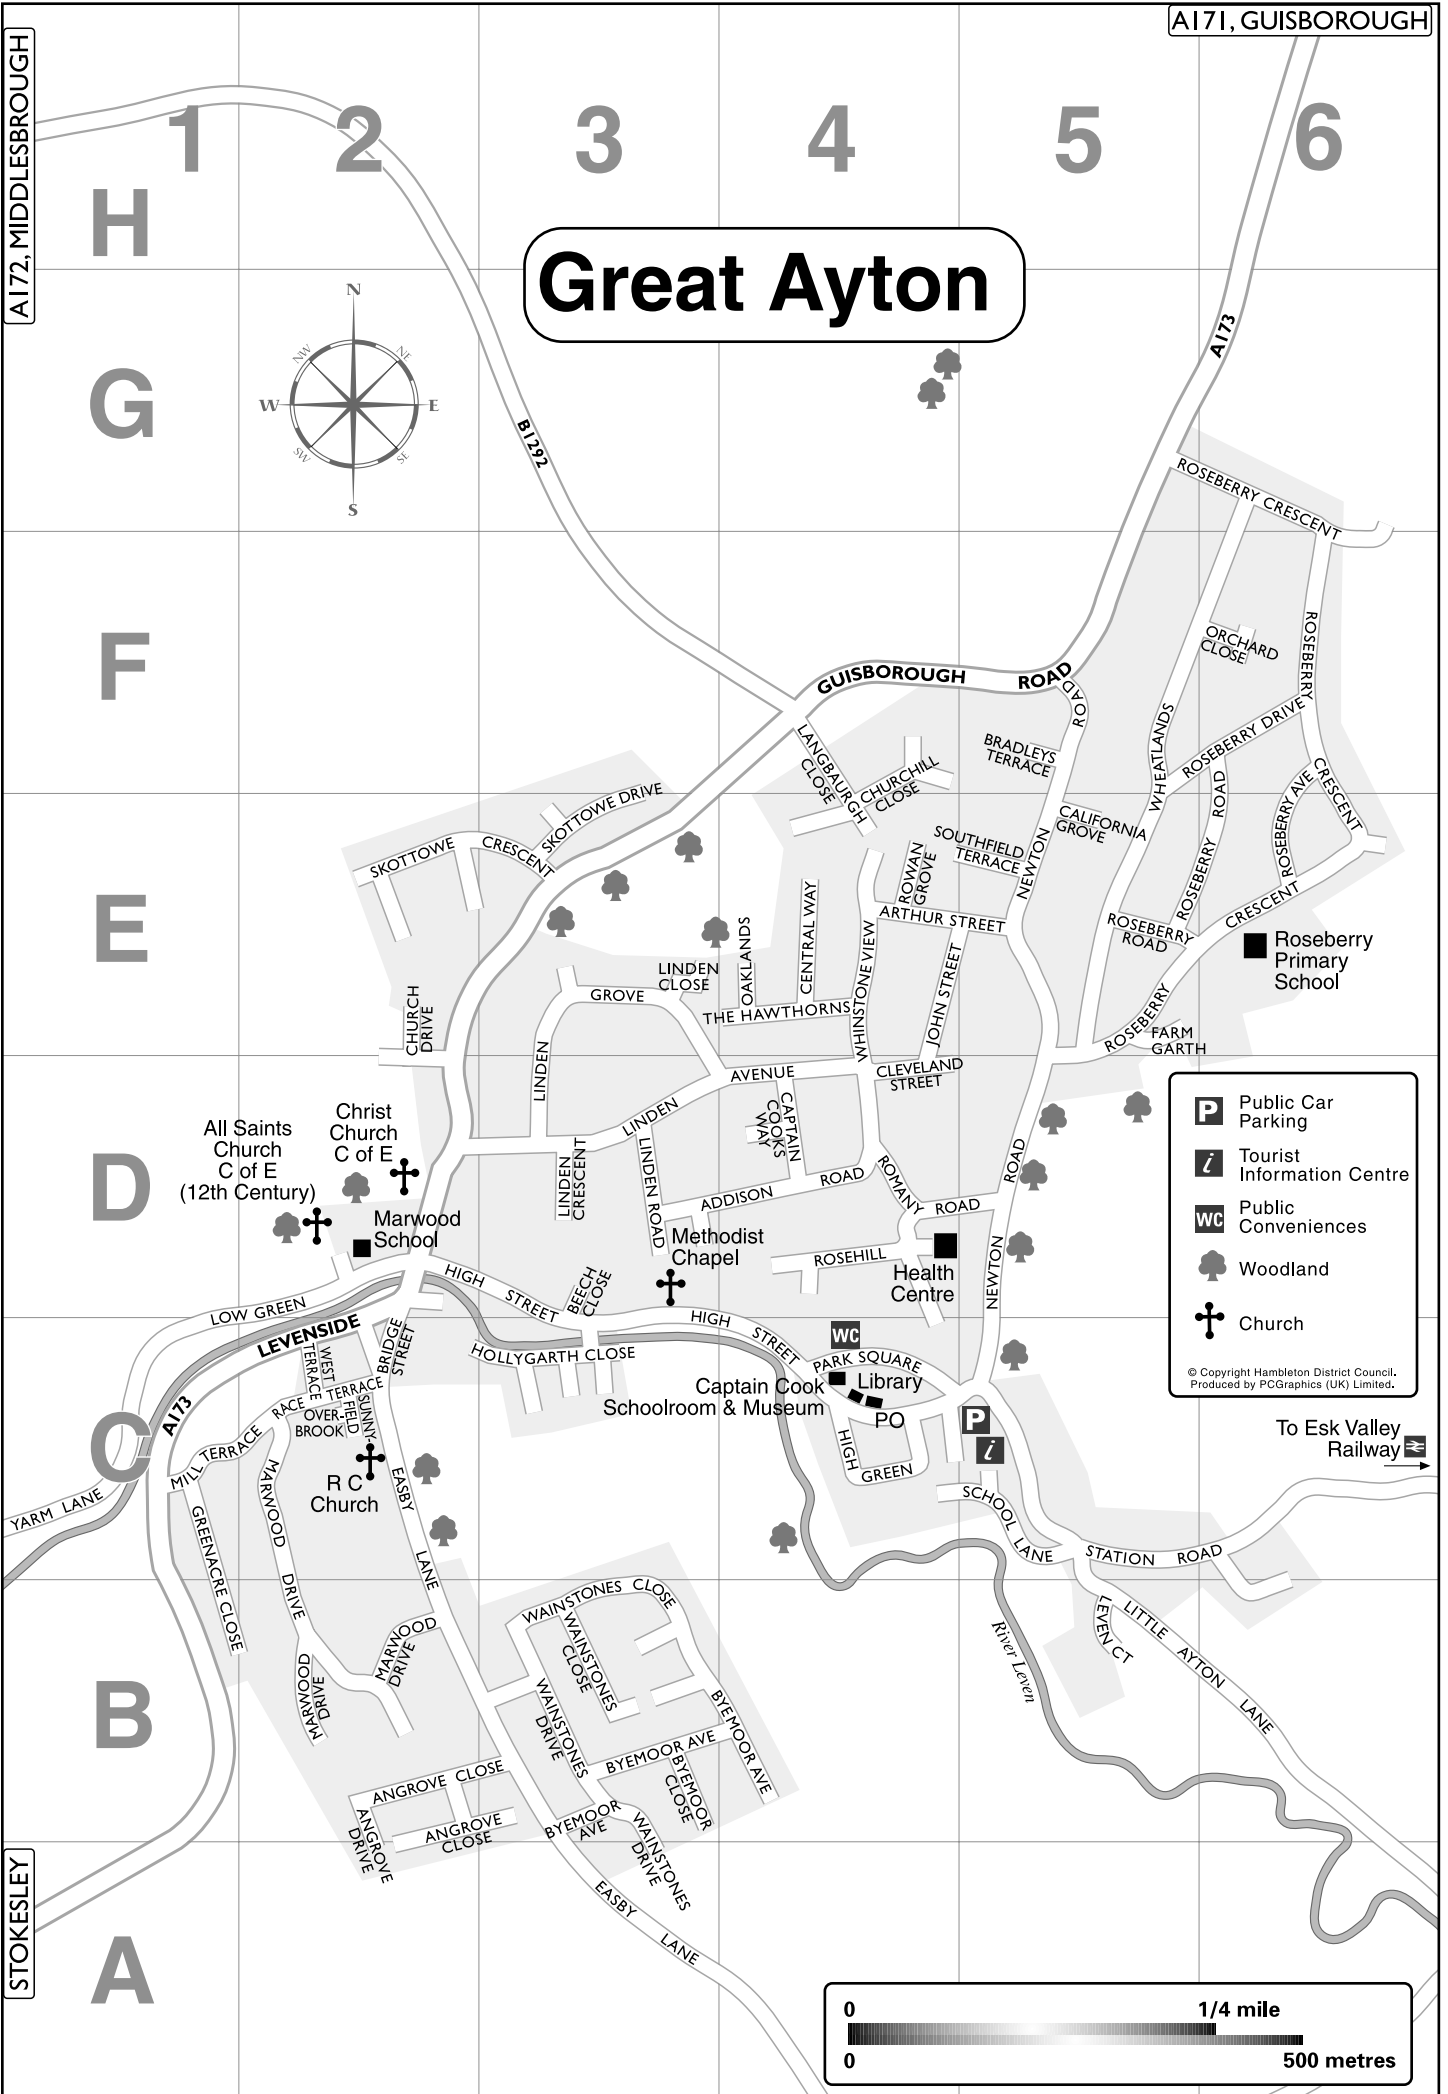 A171, GUISBOROUGH
A172, MIDDLESBROUGH
1
2
3
4
5
6
H
Great Ayton
N
NW
NE
W
E
SW
SE
S
G
A173
B1292
ROSEBERRY CRESCENT
F
ORCHARD
CLOSE
ROSEBERRY
GUISBOROUGH
ROAD
ROAD
LANGBAURGH
CLOSE
CHURCHILL
CLOSE
BRADLEYS
TERRACE
WHEATLANDS
ROSEBERRY DRIVE
ROAD
ROSEBERRY
ROSEBERRY AVE
CRESCENT
SKOTTOWE DRIVE
SKOTTOWE
CRESCENT
CALIFORNIA
GROVE
SOUTHFIELD
TERRACE
NEWTON
ROWAN
GROVE
ARTHUR STREET
E
ROSEBERRY
ROAD
CRESCENT
ROSEBERRY
Roseberry
Primary
School
FARM
GARTH
CHURCH
DRIVE
GROVE
LINDEN
CLOSE
OAKLANDS
CENTRAL WAY
THE HAWTHORNS
WHINSTONE VIEW
JOHN STREET
LINDEN
AVENUE
CLEVELAND
STREET
LINDEN
CAPTAIN
COOKS
WAY
LINDEN
CRESCENT
LINDEN ROAD
ADDISON
ROAD
ROMANY
ROAD
ROAD
NEWTON
D
All Saints
Church
C of E
(12th Century)
Christ
Church
C of E
Marwood
School
Methodist
Chapel
ROSEHILL
Health
Centre
P
Public Car
Parking
i
Tourist
Information Centre
WC
Public
Conveniences
Woodland
Church
© Copyright Hambleton District Council.
Produced by PCGraphics (UK) Limited.
HIGH
STREET
BEECH
CLOSE
HIGH
STREET
LOW GREEN
LEVENSIDE
BRIDGE
STREET
HOLLYGARTH CLOSE
WC
PARK SQUARE
Library
Captain Cook
Schoolroom & Museum
PO
P
i
HIGH
GREEN
WEST
TERRACE
RACE TERRACE
OVER-
BROOK
SUNNY-
FIELD
C
A173
MILL TERRACE
R C
Church
YARM LANE
GREENACRE CLOSE
MARWOOD
DRIVE
EASBY
LANE
To Esk Valley
Railway
SCHOOL
LANE
STATION
ROAD
LEVEN CT
LITTLE
AYTON
LANE
River Leven
B
MARWOOD
DRIVE
MARWOOD
DRIVE
WAINSTONES CLOSE
WAINSTONES
CLOSE
WAINSTONES
DRIVE
BYEMOOR AVE
BYEMOOR AVE
BYEMOOR
CLOSE
BYEMOOR
AVE
WAINSTONES
DRIVE
ANGROVE CLOSE
ANGROVE
CLOSE
ANGROVE
DRIVE
STOKESLEY
EASBY
LANE
A
0
1/4 mile
0
500 metres